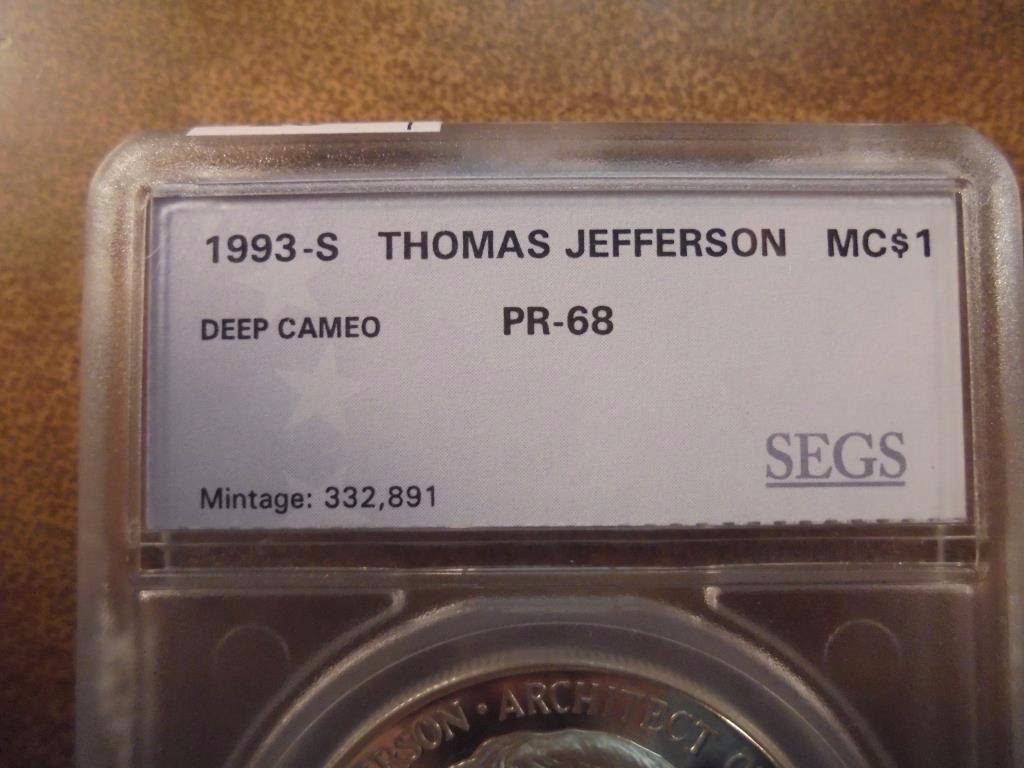 1993-S THOMAS JEFFERSON MC$1
DEEP CAMEO PR-68
SEGS
Mintage: 332,891
ARCHITECT